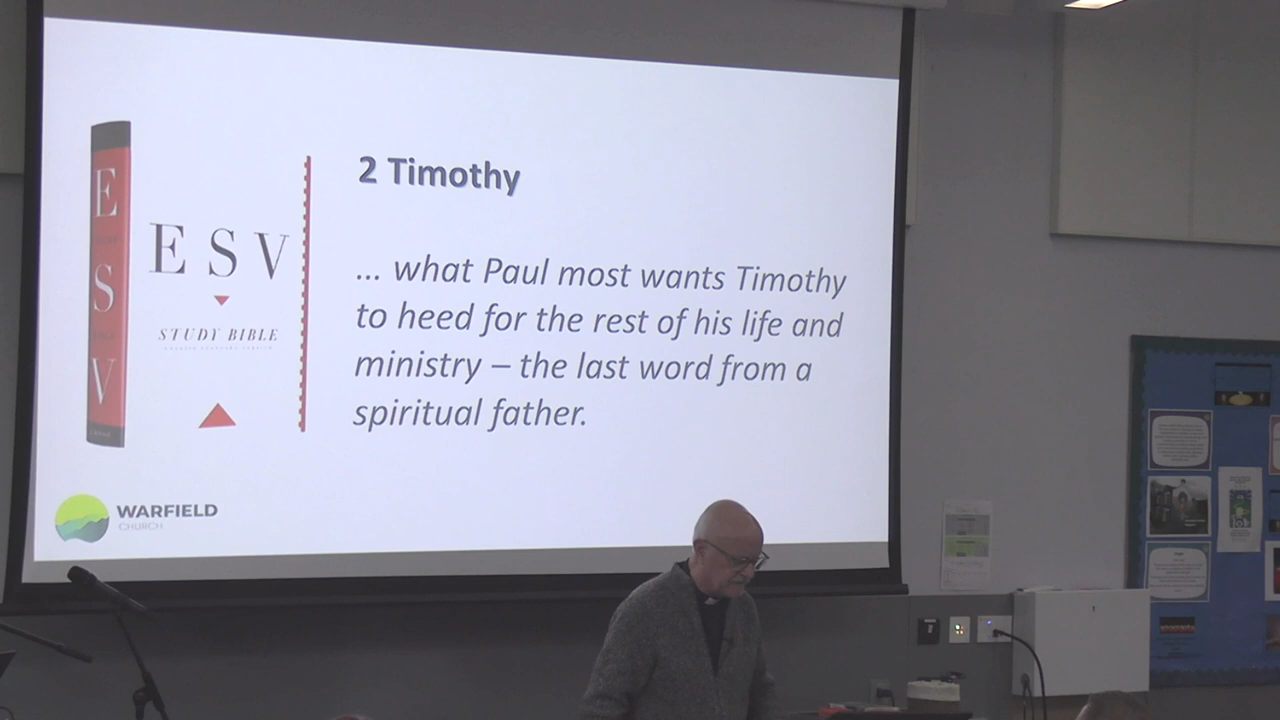 2 Timothy
E
S
V
E S V
STUDY BIBLE
... what Paul most wants Timothy
to heed for the rest of his life and
ministry – the last word from a
spiritual father.
WARFIELD
CHURCH